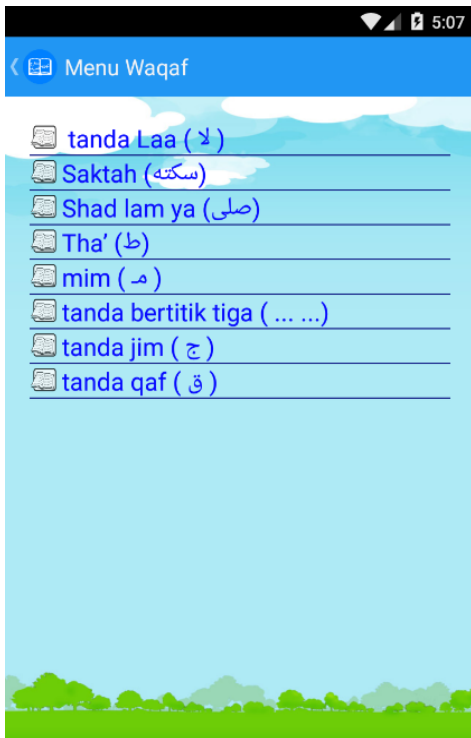 5:07
Menu Waqaf
tanda Laa ( لا )
Saktah (سكته)
Shad lam ya (صلى)
Tha’ (ط)
mim ( مـ )
tanda bertitik tiga ( ... ...)
tanda jim ( ج )
tanda qaf ( ق )